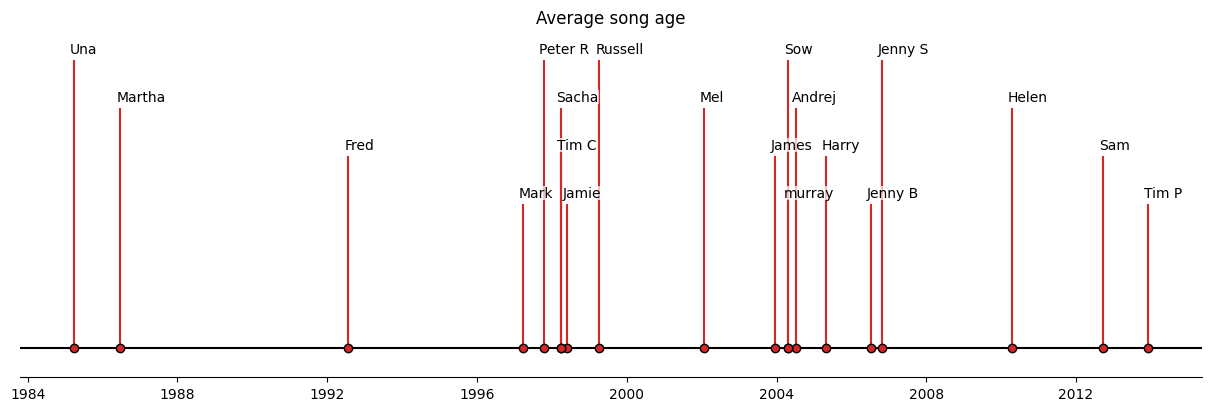 Average song age
Una
Peter R
Russell
Sow
Jenny S
Martha
Sacha
Mel
Andrej
Helen
Fred
Tim C
James
Harry
Sam
Mark
Jamie
murray
Jenny B
Tim P
1984
1988
1992
1996
2000
2004
2008
2012